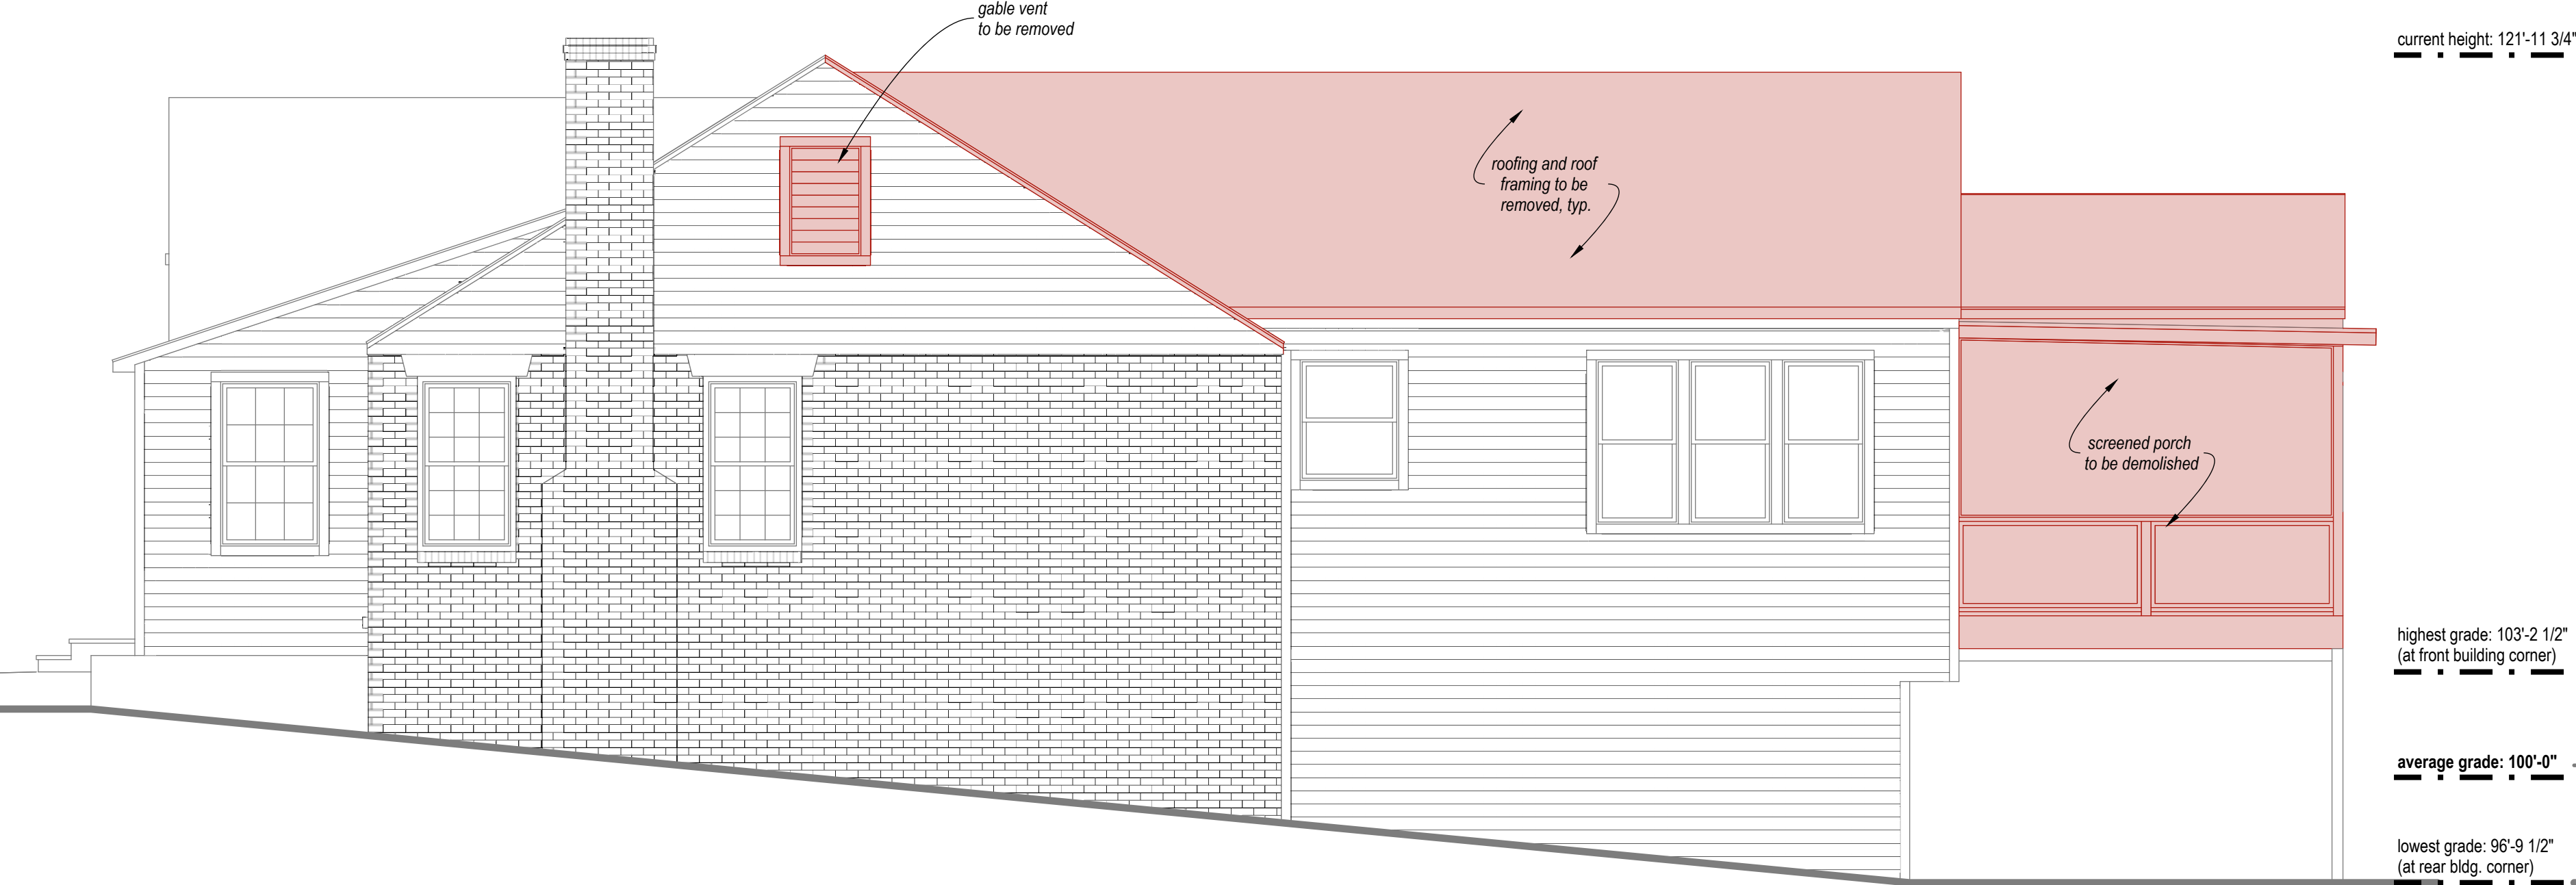 gable vent
to be removed
current height: 121'-11 3/4"
roofing and roof
framing to be
removed, typ.
screened porch
to be demolished
highest grade: 103'-2 1/2"
(at front building corner)
average grade: 100'-0"
lowest grade: 96'-9 1/2"
(at rear bldg. corner)